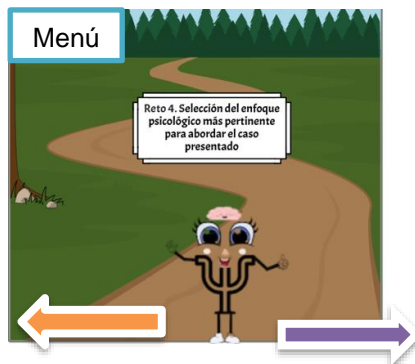 Menú
Reto 4. Selección del enfoque
psicológico más pertinente
para abordar el caso
presentado